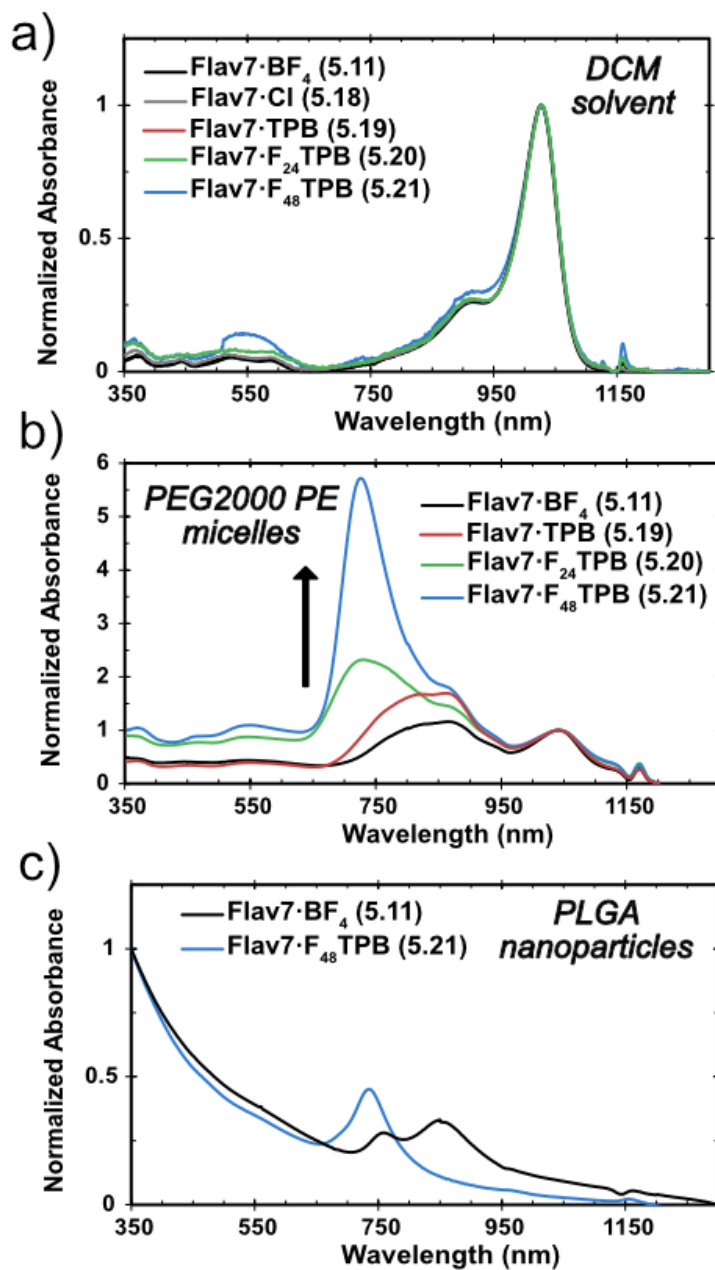 a)
Flav7·BF₄ (5.11)
Flav7·Cl (5.18)
Flav7·TPB (5.19)
Flav7·F₂₄TPB (5.20)
Flav7·F₄₈TPB (5.21)
DCM
solvent
Normalized Absorbance
1
0.5
0
350 550 750 950 1150
Wavelength (nm)
b)
PEG2000 PE
micelles
Flav7·BF₄ (5.11)
Flav7·TPB (5.19)
Flav7·F₂₄TPB (5.20)
Flav7·F₄₈TPB (5.21)
Normalized Absorbance
6
5
4
3
2
1
0
350 550 750 950 1150
Wavelength (nm)
c)
Flav7·BF₄ (5.11)
Flav7·F₄₈TPB (5.21)
PLGA
nanoparticles
Normalized Absorbance
1
0.5
0
350 550 750 950 1150
Wavelength (nm)